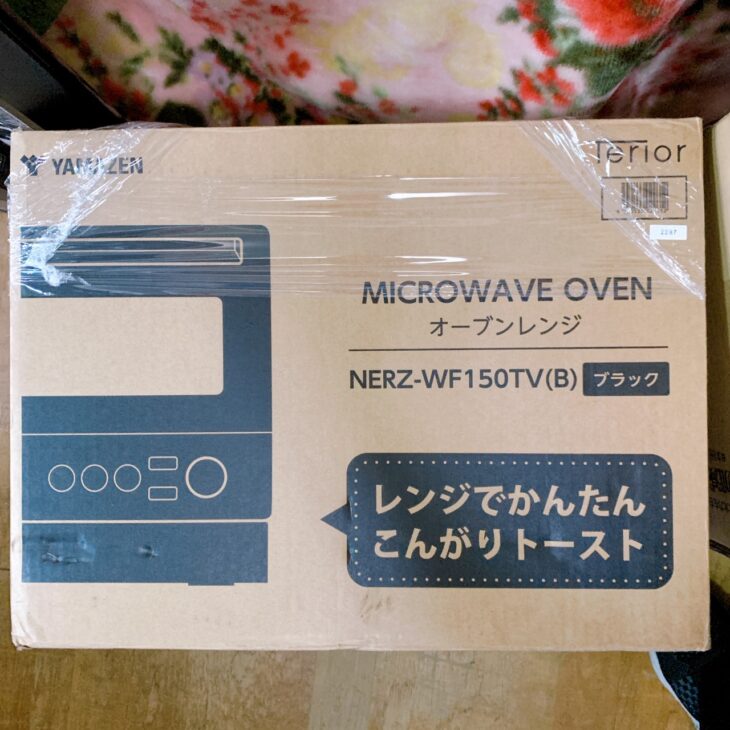 YAMAZEN
Terior
2297
MICROWAVE OVEN
オーブンレンジ
NERZ-WF150TV(B) ブラック
レンジでかんたん
こんがりトースト